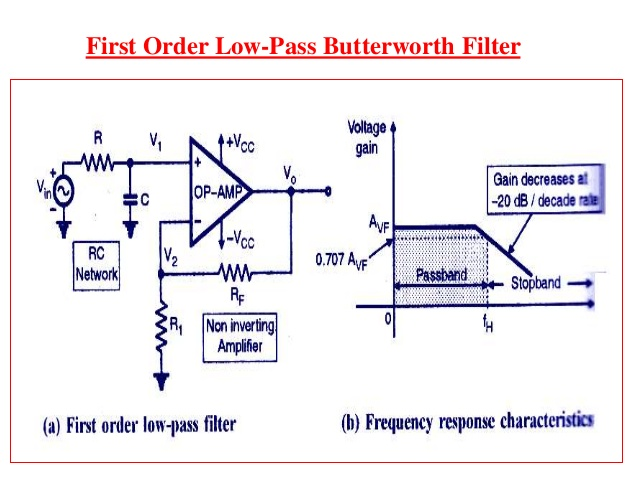 First Order Low-Pass Butterworth Filter
R
V1
+VCC
Vo
+
Vin
~
-
C
+
OP-AMP
-
-VCC
V2
RC
Network
RF
R1
Non inverting
Amplifier
(a) First order low-pass filter
Voltage
gain
Gain decreases at
-20 dB / decade rate
AVF
0.707 AVF
Passband
Stopband
0
fH
(b) Frequency response characteristics